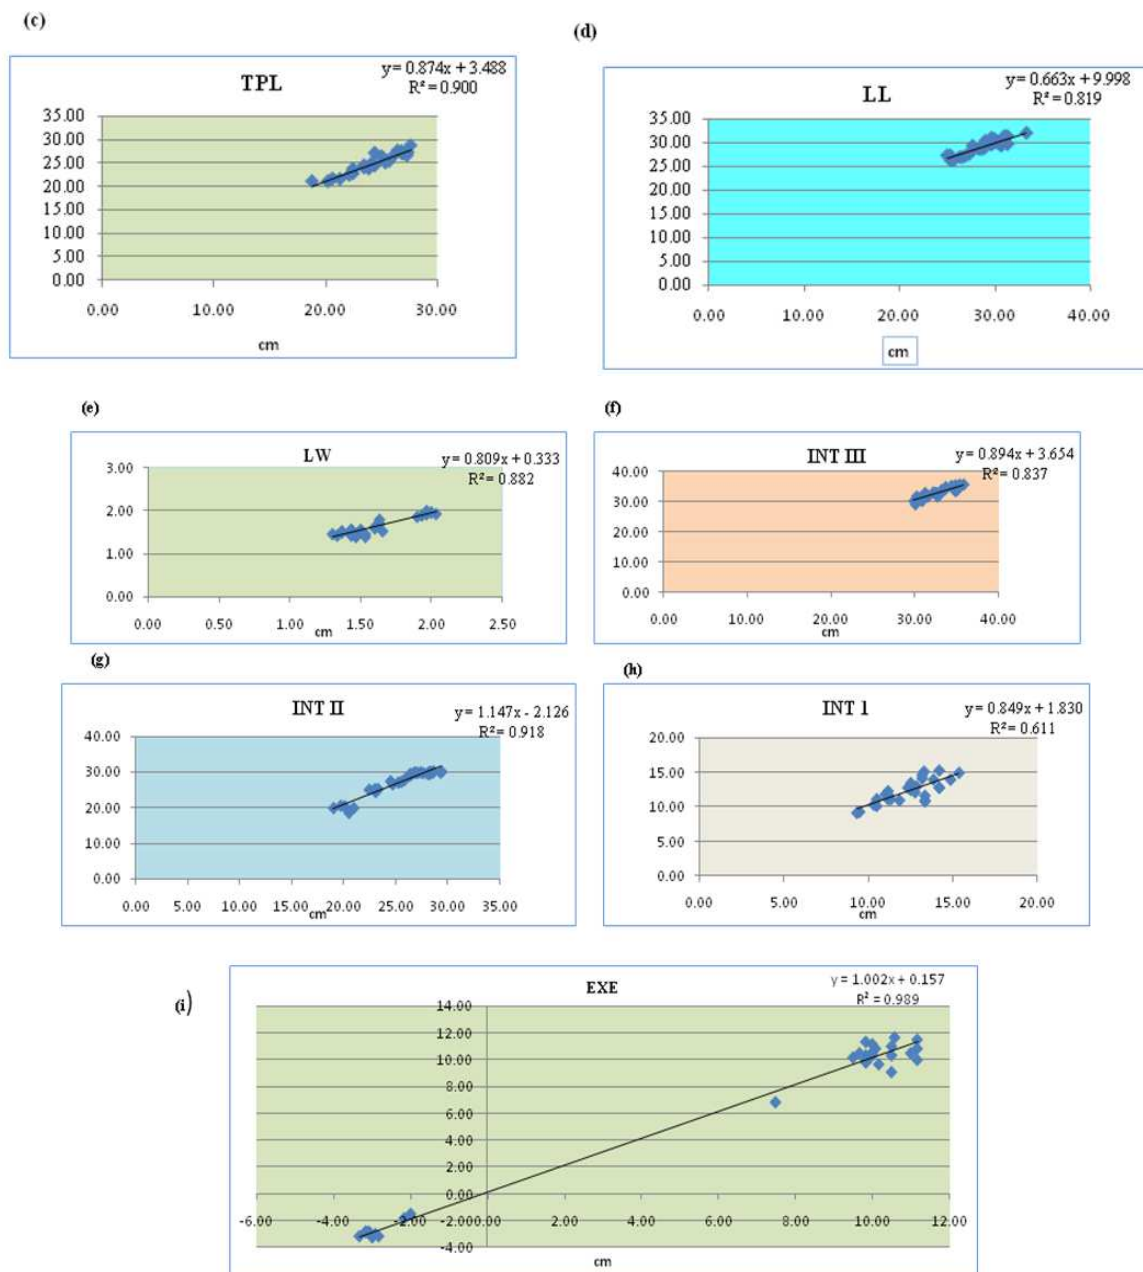 (c)
TPL
y = 0.874x + 3.488
R² = 0.900
35.00
30.00
25.00
20.00
15.00
10.00
5.00
0.00
0.00 10.00 20.00 30.00
cm
(d)
LL
y = 0.663x + 9.998
R² = 0.819
35.00
30.00
25.00
20.00
15.00
10.00
5.00
0.00
0.00 10.00 20.00 30.00 40.00
cm
(e)
LW
y = 0.809x + 0.333
R² = 0.882
3.00
2.00
1.00
0.00
0.00 0.50 1.00 1.50 2.00 2.50
cm
(f)
INT III
y = 0.894x + 3.654
R² = 0.837
40.00
30.00
20.00
10.00
0.00
0.00 10.00 20.00 30.00 40.00
cm
(g)
INT II
y = 1.147x - 2.126
R² = 0.918
40.00
30.00
20.00
10.00
0.00
0.00 5.00 10.00 15.00 20.00 25.00 30.00 35.00
cm
(h)
INT 1
y = 0.849x + 1.830
R² = 0.611
20.00
15.00
10.00
5.00
0.00
0.00 5.00 10.00 15.00 20.00
cm
(i)
EXE
y = 1.002x + 0.157
R² = 0.989
14.00
12.00
10.00
8.00
6.00
4.00
2.00
0.00
-2.00
-4.00
-6.00 -4.00 -2.00 0.00 2.00 4.00 6.00 8.00 10.00 12.00
cm